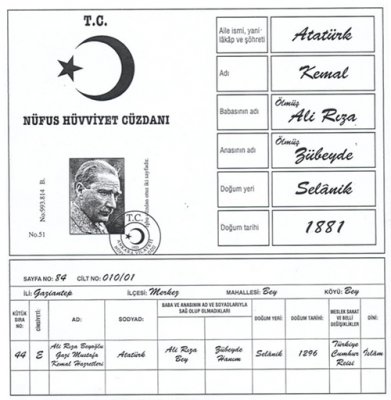 T.C.
NÜFUS HÜVVİYET CÜZDANI
No:993.814 B.
No.51
T.C.
Aile ismi, yani lâkâp ve şöhreti
Atatürk
Adı
Kemal
Babasının adı
Ölmüş
Ali Rıza
Anasının adı
Ölmüş
Zübeyde
Doğum yeri
Selânik
Doğum tarihi
1881
SAYFA NO: 84 CİLT NO: 010/01
İLİ: Gaziantep İLÇESİ: Merkez MAHALLESİ: Bey KÖYÜ: Bey
KÜTÜK SIRA NO:
CİNSİYETİ:
ADI:
SOYADI:
BABA VE ANASININ AD VE SOYADLARIYLA
SAĞ OLUP OLMADIKLARI
DOĞUM YERİ:
DOĞUM TARİHİ:
MESLEK SANAT
VE BELLİ
DEĞİŞİKLİKLER
DİNİ:
44
E
Ali Rıza Beyoğlu
Gazi Mustafa
Kemal Hazretleri
Atatürk
Ali Rıza
Bey
Zübeyde
Hanım
Selânik
1296
Türkiye
Cumhur
Reisi
İslâm